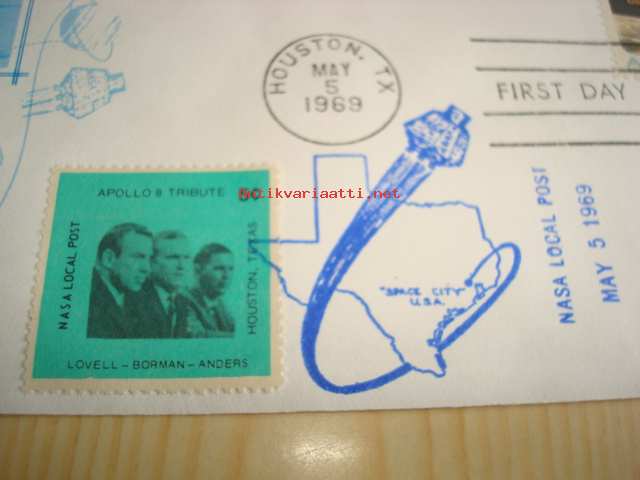 HOUSTON, TX
MAY
5
1969
FIRST DAY
APOLLO 8 TRIBUTE
NASA LOCAL POST
HOUSTON, TEXAS
LOVELL - BORMAN - ANDERS
"SPACE CITY"
U.S.A.
NASA LOCAL POST
MAY 5 1969
Antikvariaatti.net